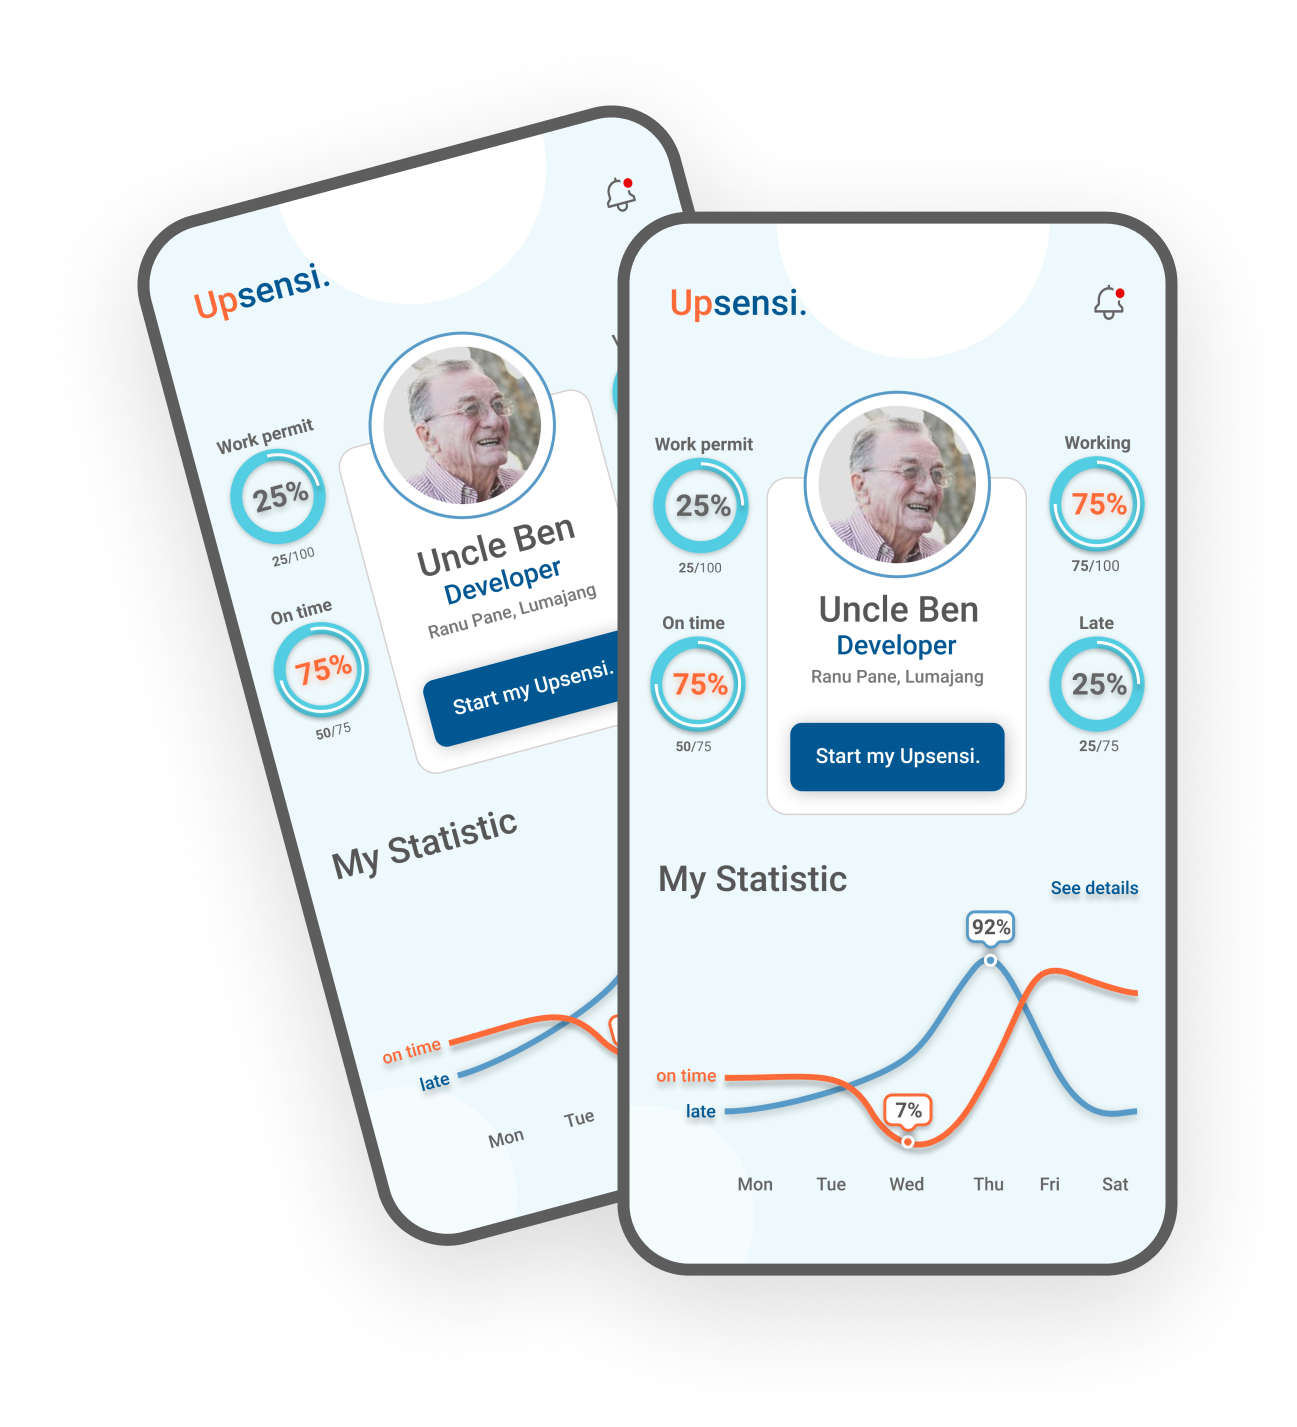 Upsensi.
Work permit
25%
25/100
On time
75%
50/75
Uncle Ben
Developer
Ranu Pane, Lumajang
Start my Upsensi.
My Statistic
on time
late
Mon
Tue
Upsensi.
Work permit
25%
25/100
On time
75%
50/75
Uncle Ben
Developer
Ranu Pane, Lumajang
Start my Upsensi.
Working
75%
75/100
Late
25%
25/75
My Statistic
See details
92%
on time
late
7%
Mon Tue Wed Thu Fri Sat